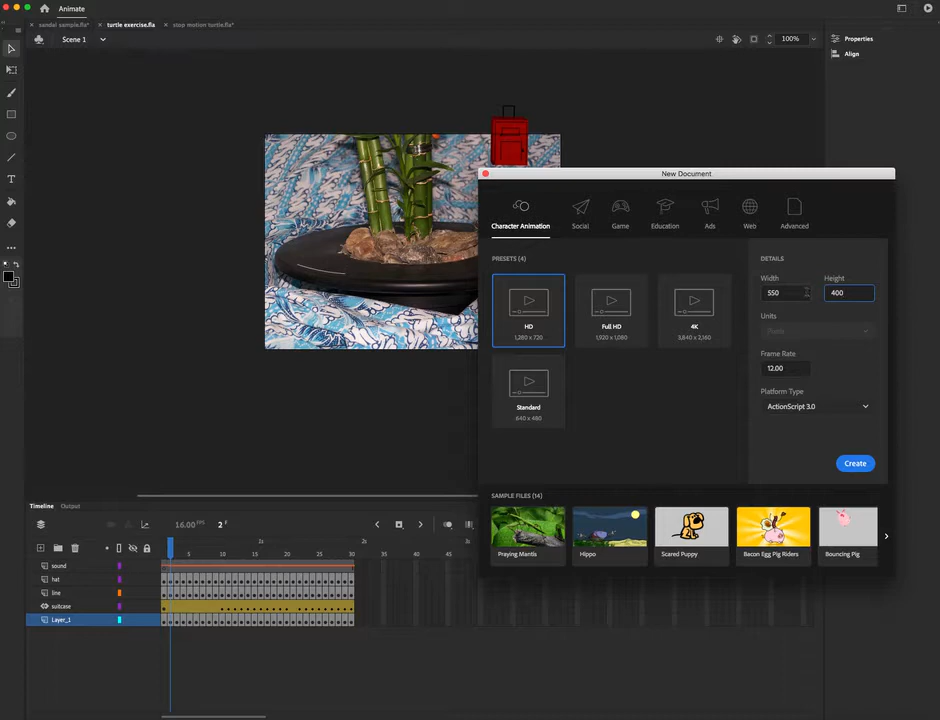 Animate
sandal sample.fla*
turtle exercise.fla
stop motion turtle.fla*
Scene 1
100%
Properties
Align
New Document
Character Animation
Social
Game
Education
Ads
Web
Advanced
PRESETS (4)
HD
1,280 x 720
Full HD
1,920 x 1,080
4K
3,840 x 2,160
Standard
640 x 480
DETAILS
Width
Height
550
400
Units
Pixels
Frame Rate
12.00
Platform Type
ActionScript 3.0
Create
SAMPLE FILES (14)
Praying Mantis
Hippo
Scared Puppy
Bacon Egg Pig Riders
Bouncing Pig
Timeline
Output
16.00 FPS
2 F
1s
2s
3s
5
10
15
20
25
30
35
40
45
sound
hat
line
suitcase
Layer_1